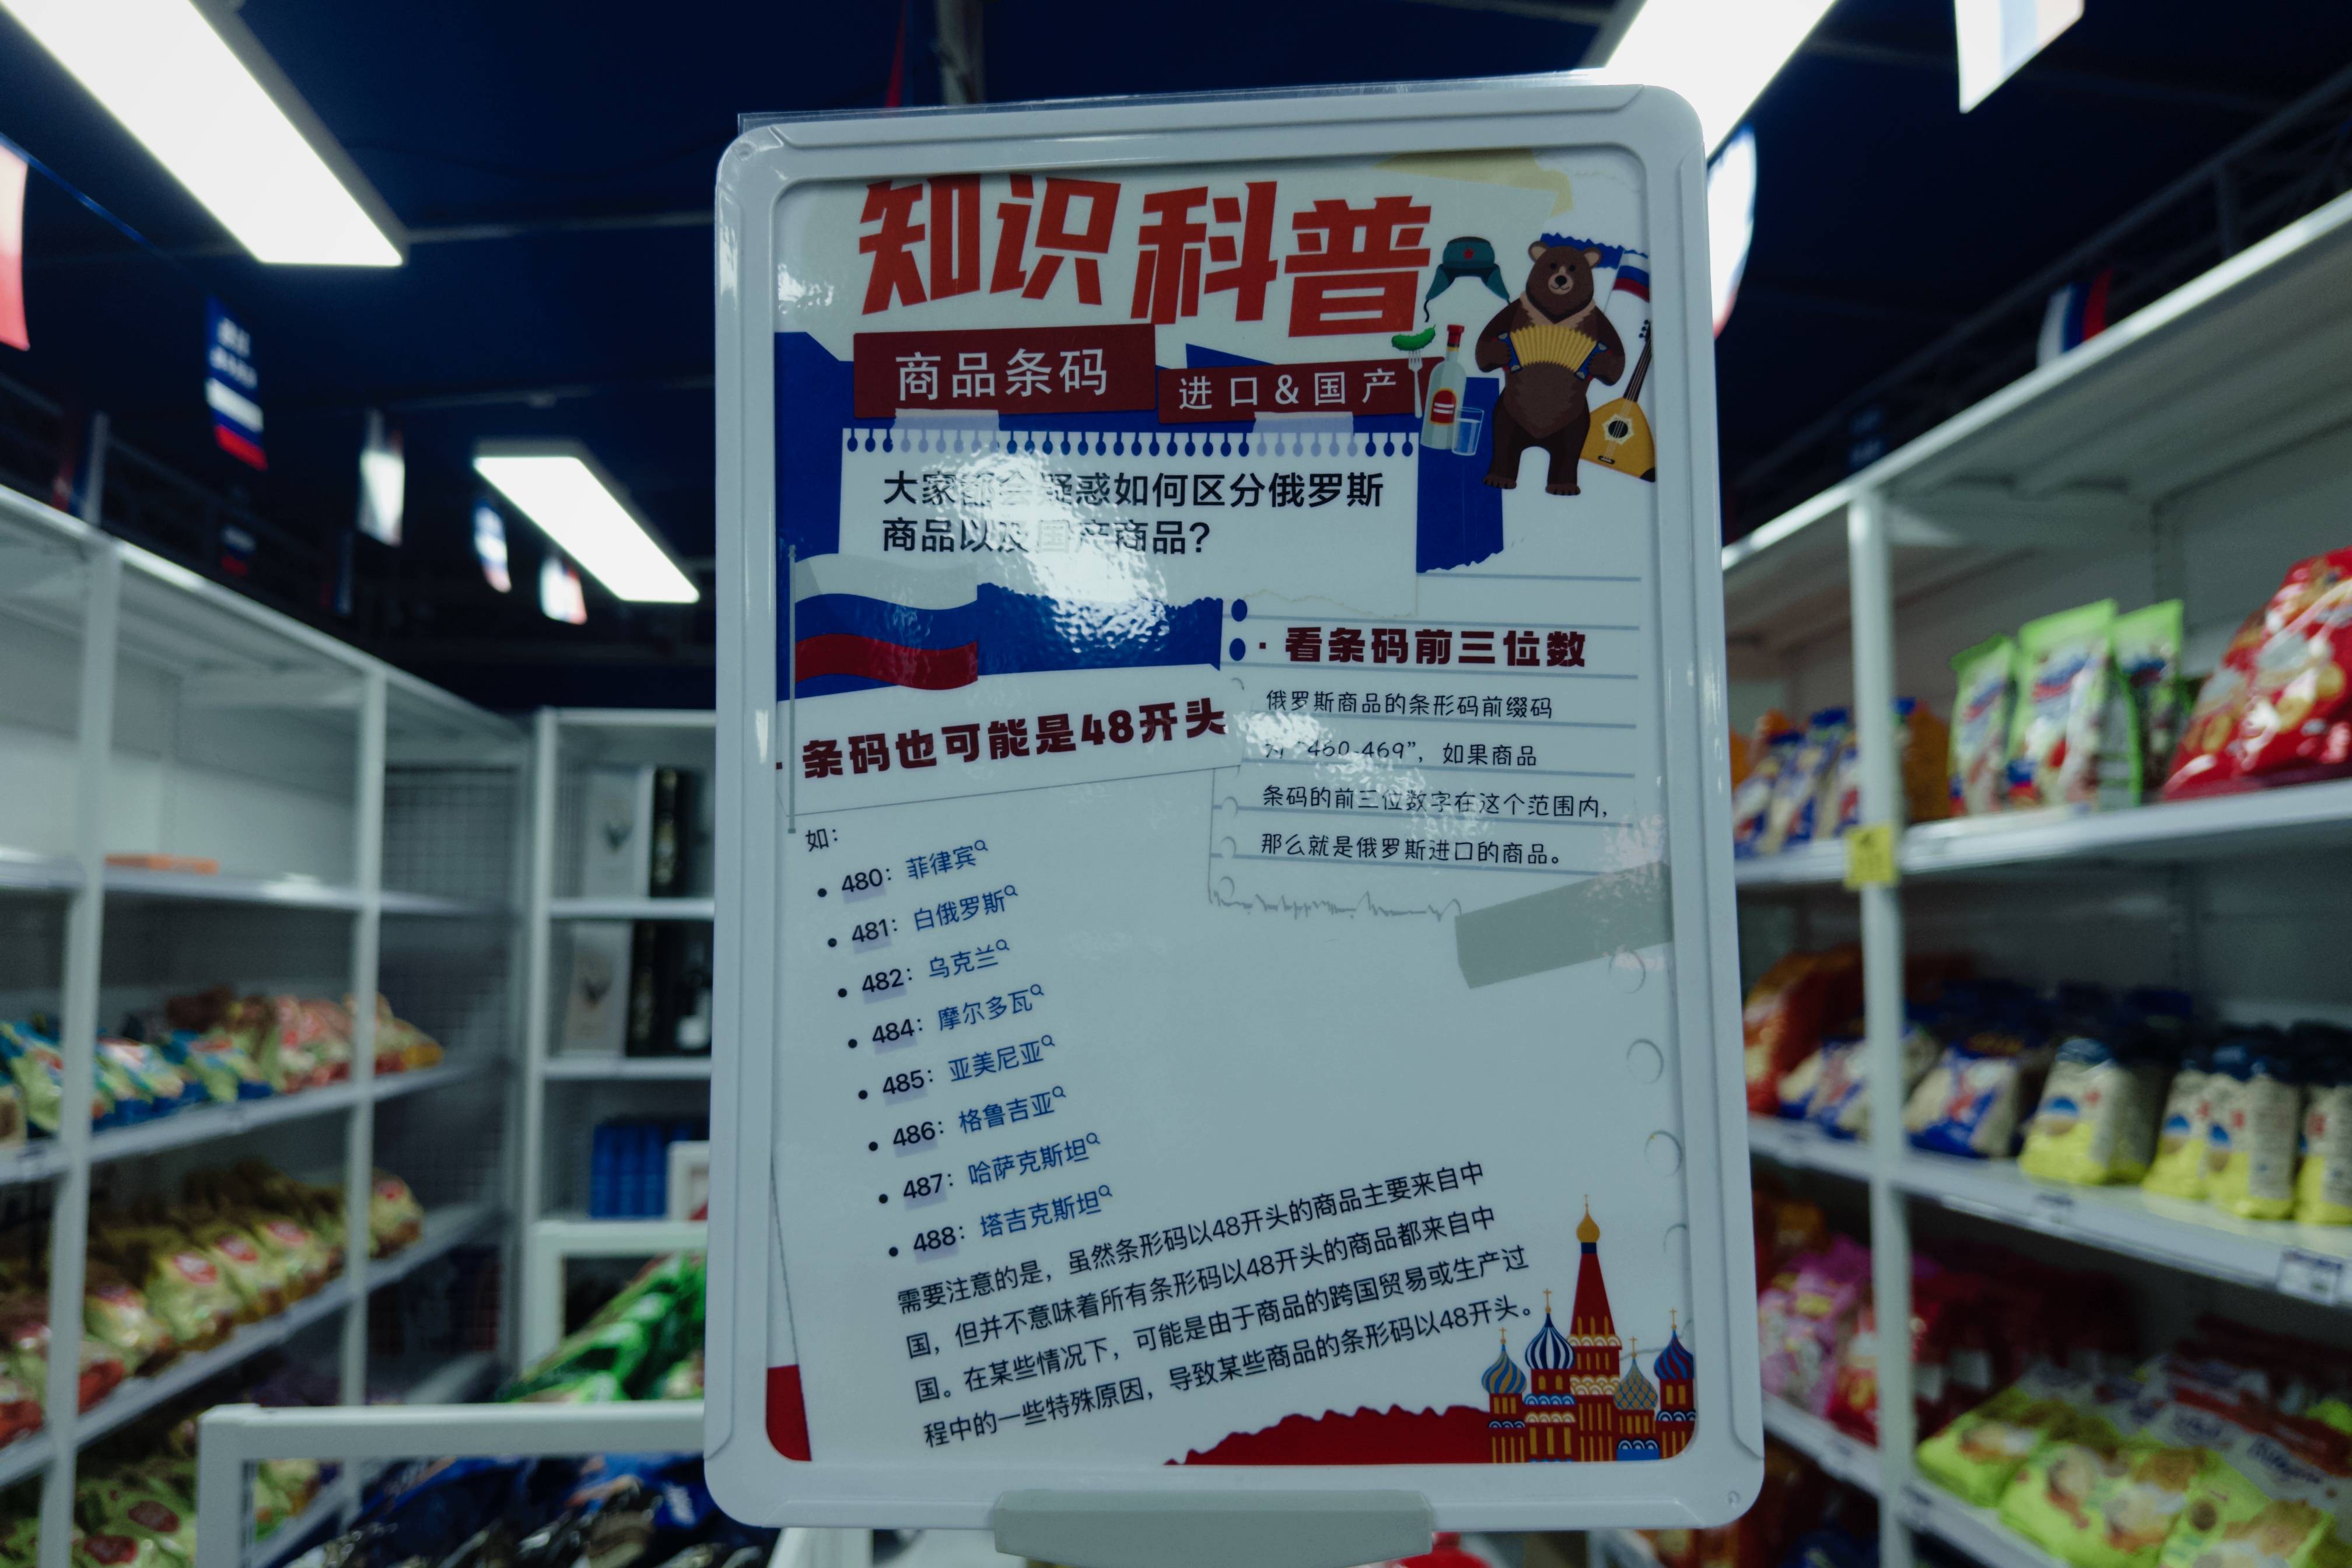 知识科普
商品条码
进口&国产
大家都会疑惑如何区分俄罗斯
商品以及国产商品?
· 看条码前三位数
俄罗斯商品的条形码前缀码
为“460-469”，如果商品
条码的前三位数字在这个范围内，
那么就是俄罗斯进口的商品。
· 条码也可能是48开头
如：
• 480：菲律宾
• 481：白俄罗斯
• 482：乌克兰
• 484：摩尔多瓦
• 485：亚美尼亚
• 486：格鲁吉亚
• 487：哈萨克斯坦
• 488：塔吉克斯坦
需要注意的是，虽然条形码以48开头的商品主要来自中
国，但并不意味着所有条形码以48开头的商品都来自中
国。在某些情况下，可能是由于商品的跨国贸易或生产过
程中的一些特殊原因，导致某些商品的条形码以48开头。